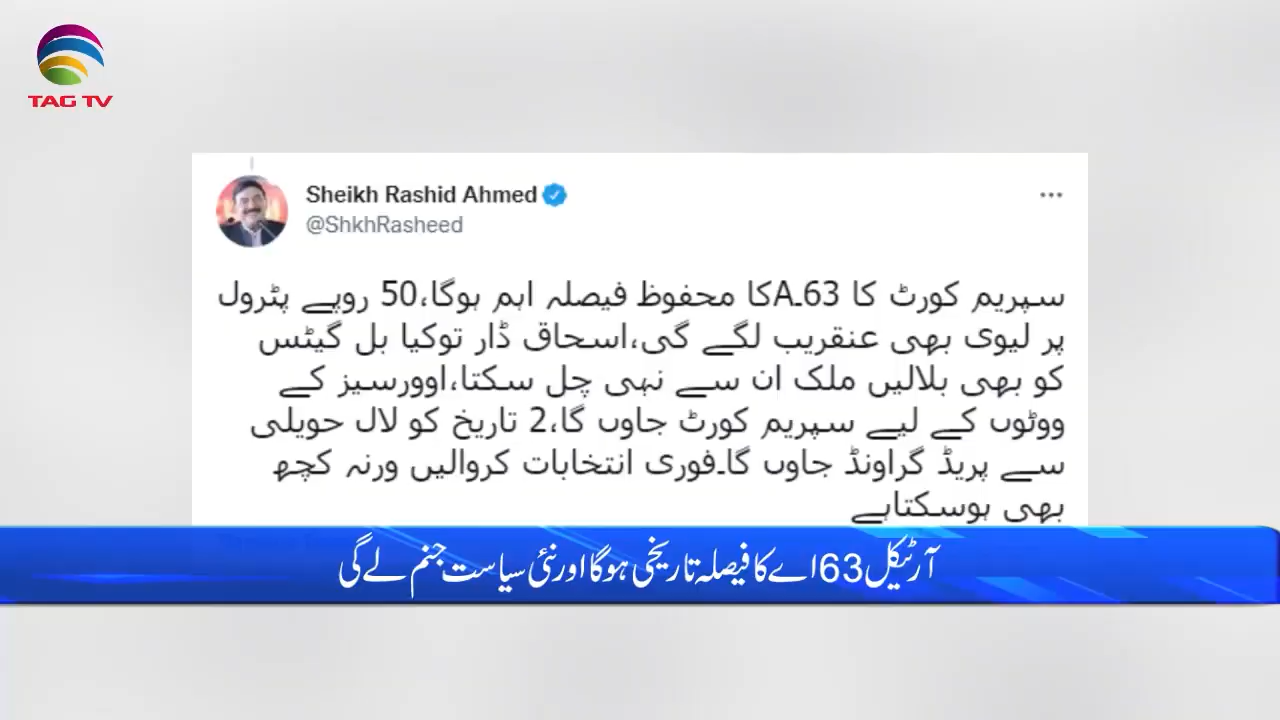 TAG TV
Sheikh Rashid Ahmed
@ShkhRasheed
سپریم کورٹ کا 63۔Aکا محفوظ فیصلہ اہم ہوگا،50 روپے پٹرول
پر لیوی بھی عنقریب لگے گی،اسحاق ڈار توکیا بل گیٹس
کو بھی بلالیں ملک ان سے نہی چل سکتا،اوورسیز کے
ووٹوں کے لیے سپریم کورٹ جاوں گا،2 تاریخ کو لال حویلی
سے پریڈ گراونڈ جاوں گا۔فوری انتخابات کروالیں ورنہ کچھ
بھی ہوسکتاہے
آرٹیکل 63 اے کا فیصلہ تاریخی ہوگا اور نئی سیاست جنم لے گی